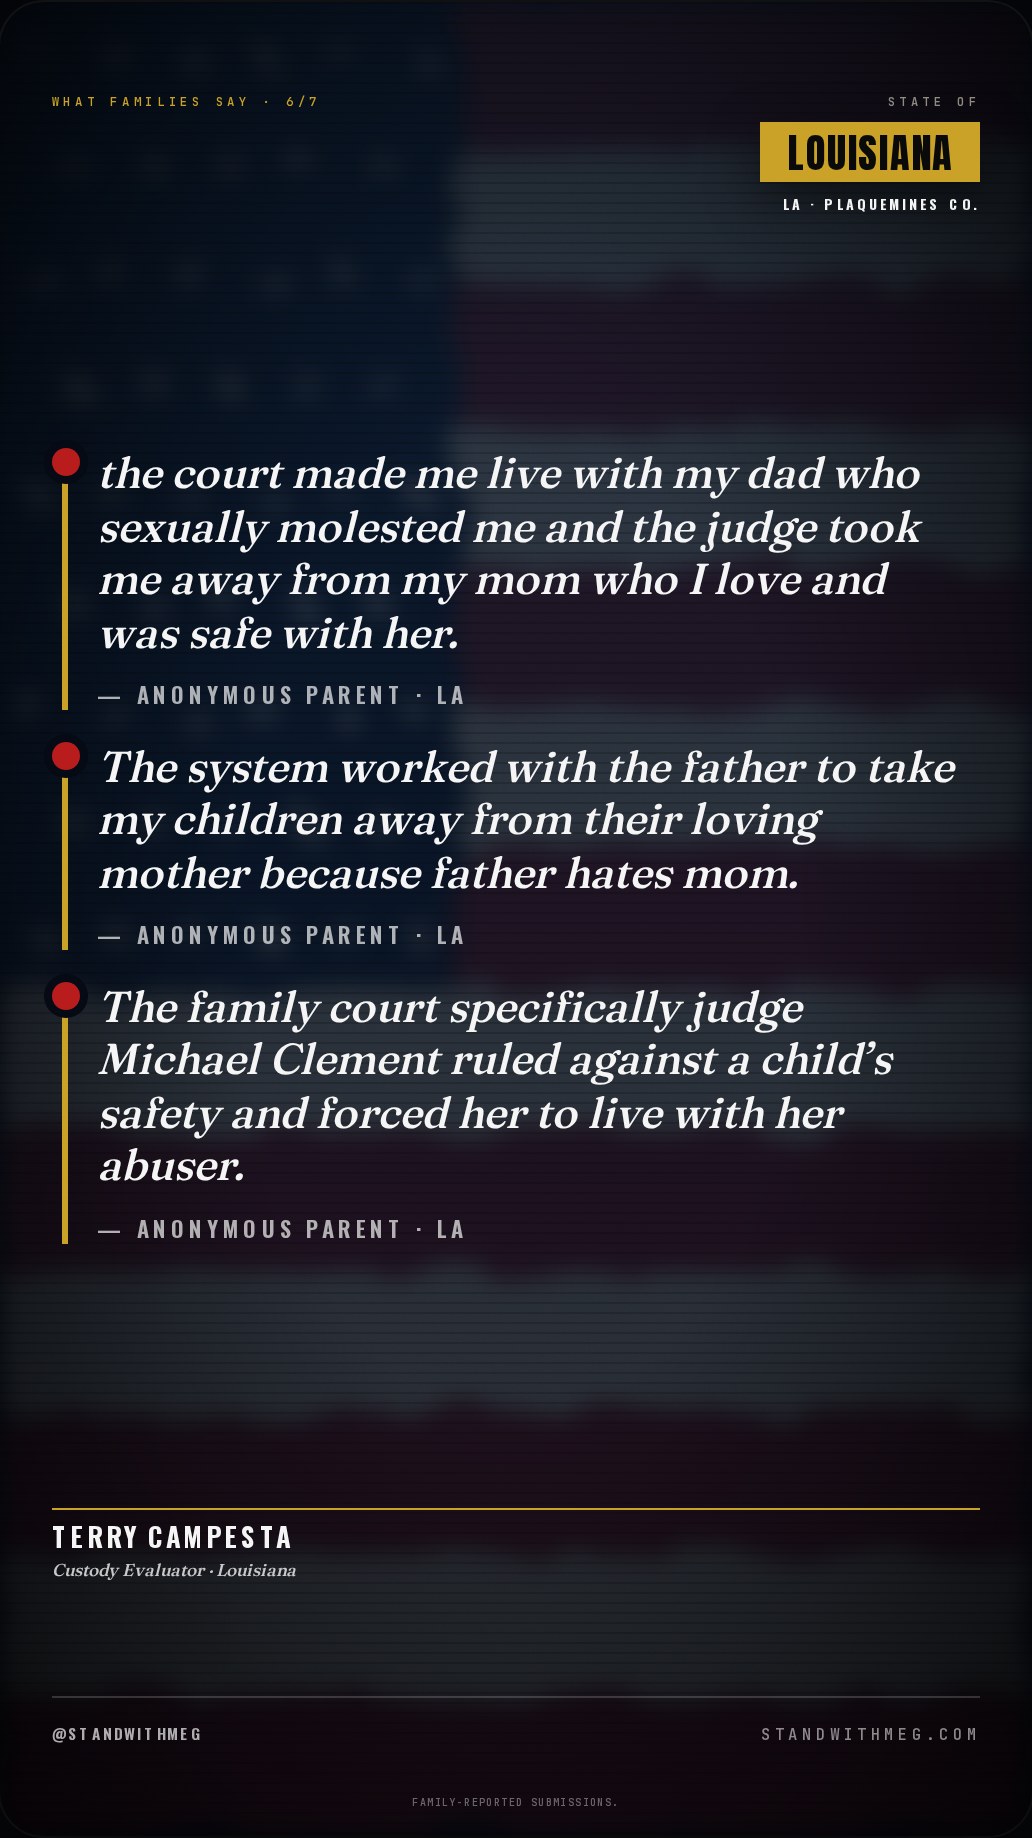 WHAT FAMILIES SAY · 6/7
STATE OF
LOUISIANA
LA · PLAQUEMINES CO.
the court made me live with my dad who
sexually molested me and the judge took
me away from my mom who I love and
was safe with her.
— ANONYMOUS PARENT · LA
The system worked with the father to take
my children away from their loving
mother because father hates mom.
— ANONYMOUS PARENT · LA
The family court specifically judge
Michael Clement ruled against a child’s
safety and forced her to live with her
abuser.
— ANONYMOUS PARENT · LA
TERRY CAMPESTA
Custody Evaluator · Louisiana
@STANDWITHMEG
STANDWITHMEG.COM
FAMILY-REPORTED SUBMISSIONS.